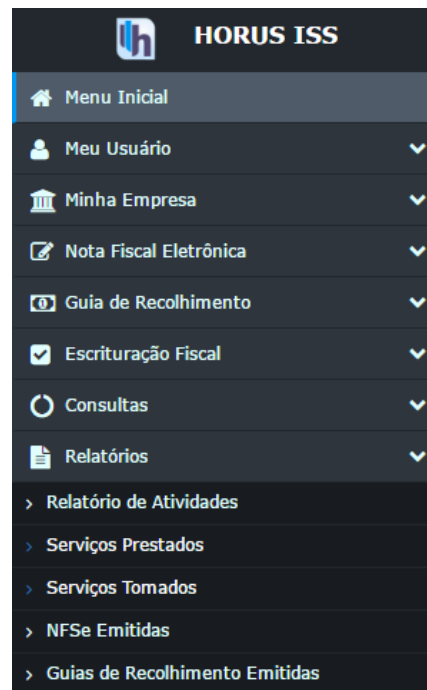 HORUS ISS
Menu Inicial
Meu Usuário
Minha Empresa
Nota Fiscal Eletrônica
Guia de Recolhimento
Escrituração Fiscal
Consultas
Relatórios
Relatório de Atividades
Serviços Prestados
Serviços Tomados
NFSe Emitidas
Guias de Recolhimento Emitidas